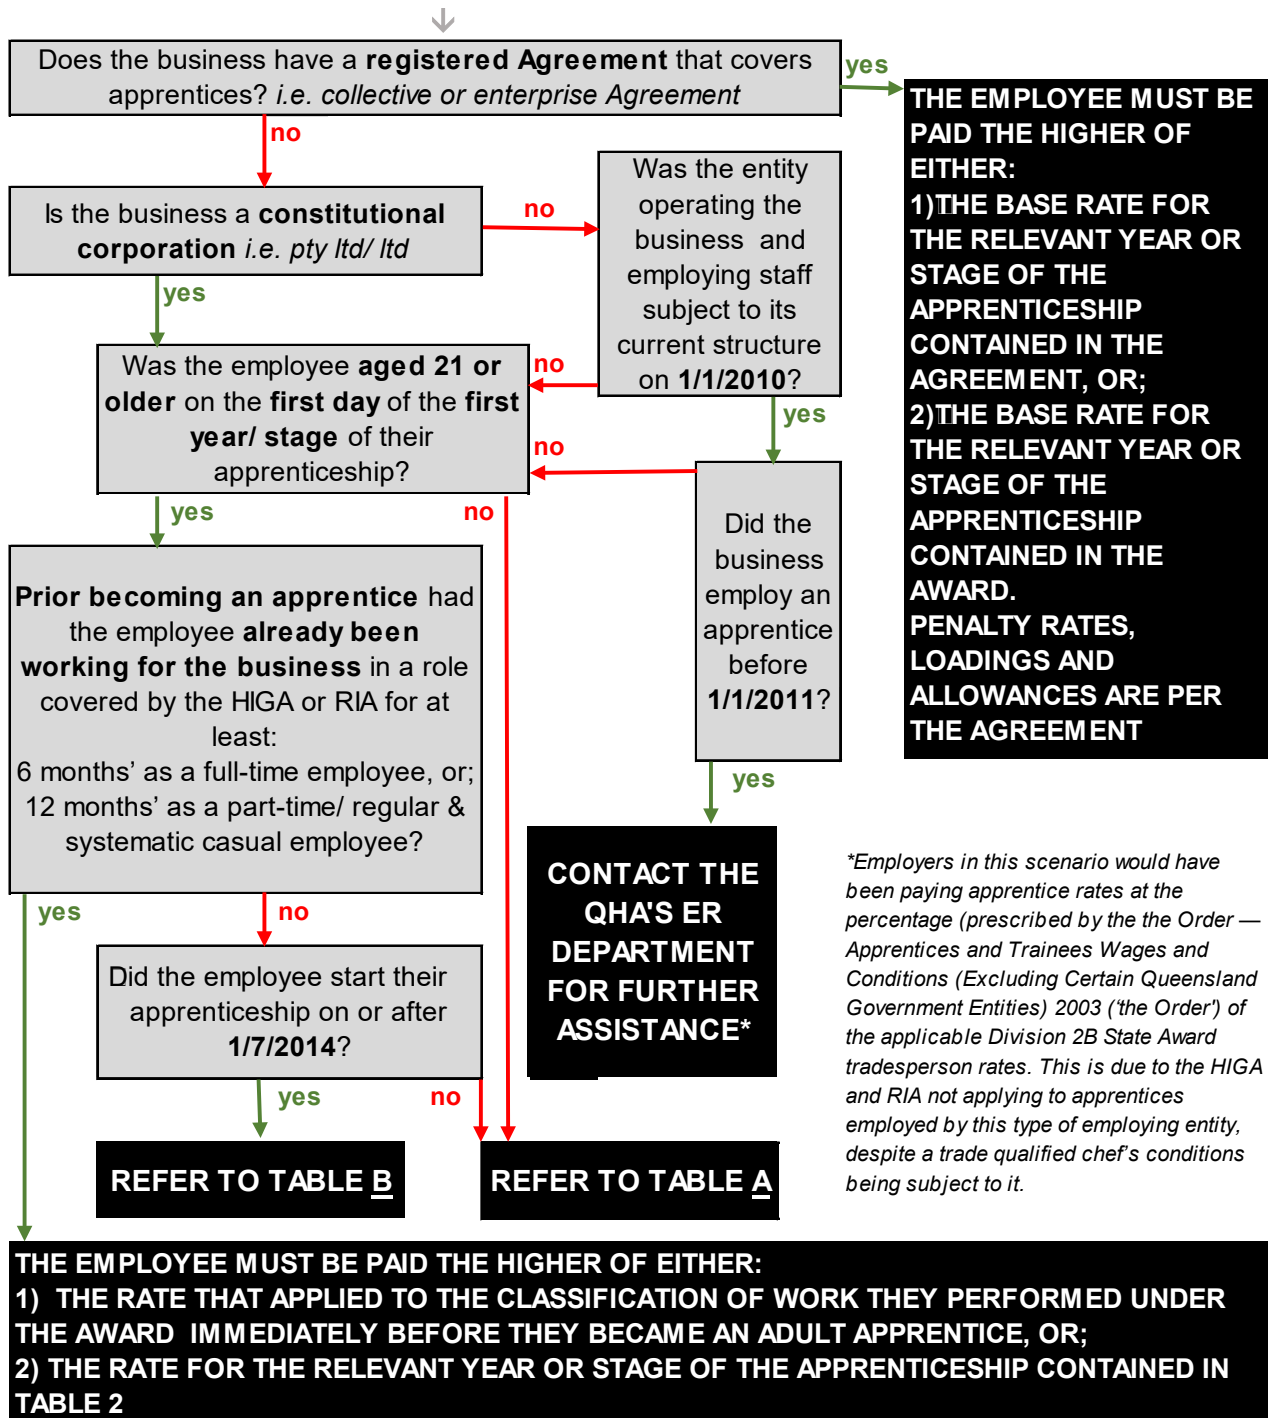 Does the business have a registered Agreement that covers
apprentices? i.e. collective or enterprise Agreement
yes
no
THE EMPLOYEE MUST BE
PAID THE HIGHER OF
EITHER:
1) THE BASE RATE FOR
THE RELEVANT YEAR OR
STAGE OF THE
APPRENTICESHIP
CONTAINED IN THE
AGREEMENT, OR;
2) THE BASE RATE FOR
THE RELEVANT YEAR OR
STAGE OF THE
APPRENTICESHIP
CONTAINED IN THE
AWARD.
PENALTY RATES,
LOADINGS AND
ALLOWANCES ARE PER
THE AGREEMENT
Is the business a constitutional
corporation i.e. pty ltd/ ltd
no
yes
Was the entity
operating the
business and
employing staff
subject to its
current structure
on 1/1/2010?
no
yes
Was the employee aged 21 or
older on the first day of the first
year/ stage of their
apprenticeship?
no
yes
no
Did the
business
employ an
apprentice
before
1/1/2011?
yes
Prior becoming an apprentice had
the employee already been
working for the business in a role
covered by the HIGA or RIA for at
least:
6 months’ as a full-time employee, or;
12 months’ as a part-time/ regular &
systematic casual employee?
yes
no
CONTACT THE
QHA'S ER
DEPARTMENT
FOR FURTHER
ASSISTANCE*
*Employers in this scenario would have
been paying apprentice rates at the
percentage (prescribed by the the Order —
Apprentices and Trainees Wages and
Conditions (Excluding Certain Queensland
Government Entities) 2003 ('the Order') of
the applicable Division 2B State Award
tradesperson rates. This is due to the HIGA
and RIA not applying to apprentices
employed by this type of employing entity,
despite a trade qualified chef's conditions
being subject to it.
Did the employee start their
apprenticeship on or after
1/7/2014?
yes
no
REFER TO TABLE B
REFER TO TABLE A
THE EMPLOYEE MUST BE PAID THE HIGHER OF EITHER:
1) THE RATE THAT APPLIED TO THE CLASSIFICATION OF WORK THEY PERFORMED UNDER
THE AWARD IMMEDIATELY BEFORE THEY BECAME AN ADULT APPRENTICE, OR;
2) THE RATE FOR THE RELEVANT YEAR OR STAGE OF THE APPRENTICESHIP CONTAINED IN
TABLE 2